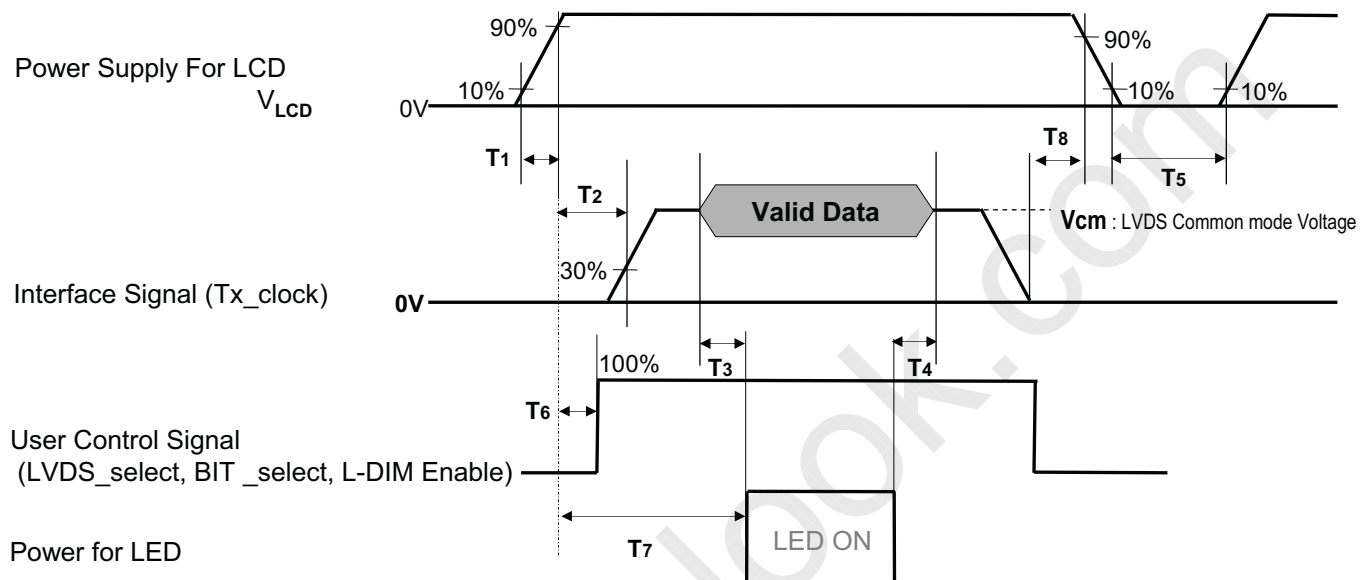 90%
90%
Power Supply For LCD
VLCD
10%
10%
10%
0V
T1
T8
T5
T2
Valid Data
Vcm : LVDS Common mode Voltage
30%
Interface Signal (Tx_clock)
0V
T3
T4
100%
T6
User Control Signal
(LVDS_select, BIT _select, L-DIM Enable)
T7
LED ON
Power for LED
look.com